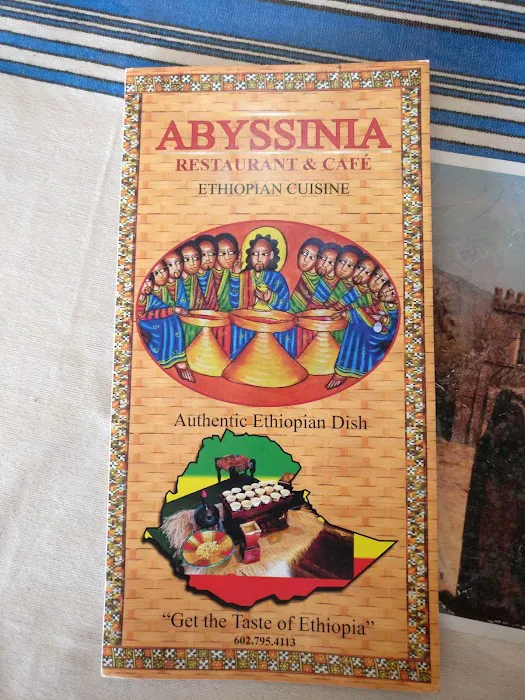 ABYSSINIA
RESTAURANT & CAFÉ
ETHIOPIAN CUISINE
Authentic Ethiopian Dish
“Get the Taste of Ethiopia”
602.795.4113